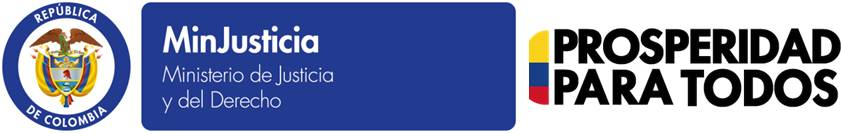 REPÚBLICA
DE COLOMBIA
MinJusticia
Ministerio de Justicia
y del Derecho
PROSPERIDAD
PARA TODOS